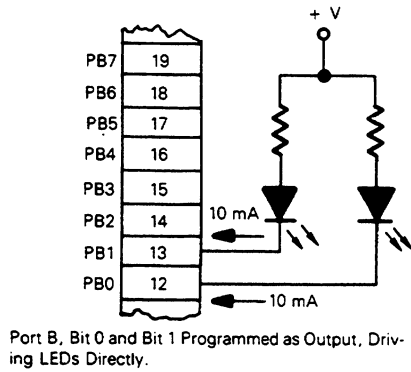 + V
PB7 19
PB6 18
PB5 17
PB4 16
PB3 15
PB2 14
10 mA
PB1 13
PB0 12
10 mA
Port B, Bit 0 and Bit 1 Programmed as Output, Driv-
ing LEDs Directly.